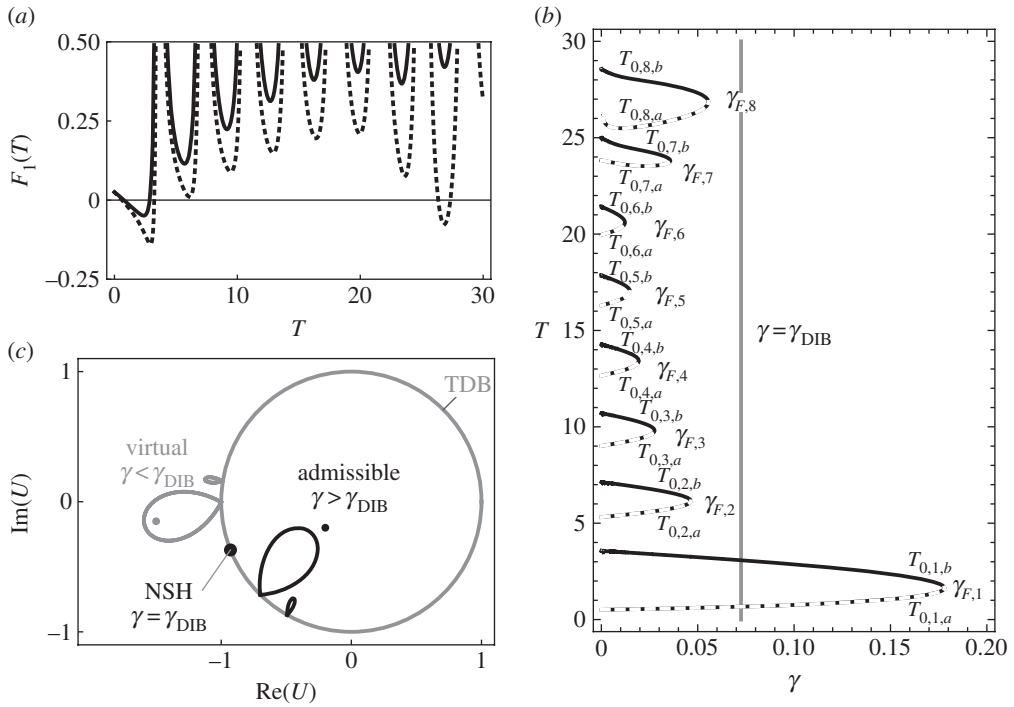 (a)
0.50
0.25
0
−0.25
F1(T)
0
10
20
30
T
(b)
30
25
20
15
10
5
0
T
T0,8,b
γF,8
T0,8,a
T0,7,b
γF,7
T0,7,a
T0,6,b
γF,6
T0,6,a
T0,5,b
γF,5
T0,5,a
γ = γDIB
T0,4,b
γF,4
T0,4,a
T0,3,b
γF,3
T0,3,a
T0,2,b
γF,2
T0,2,a
T0,1,b
γF,1
T0,1,a
0
0.05
0.10
0.15
0.20
γ
(c)
1
0
−1
Im(U)
TDB
virtual
γ < γDIB
admissible
γ > γDIB
NSH
γ = γDIB
−1
0
1
Re(U)